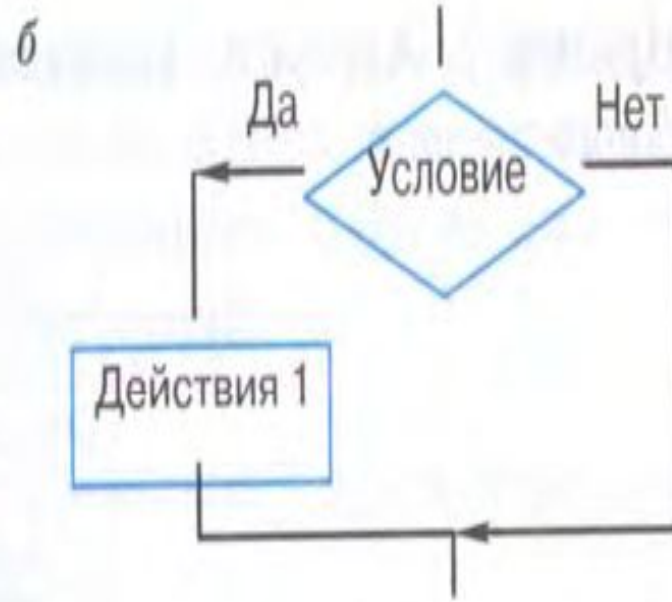 б
Да
Нет
Условие
Действия 1